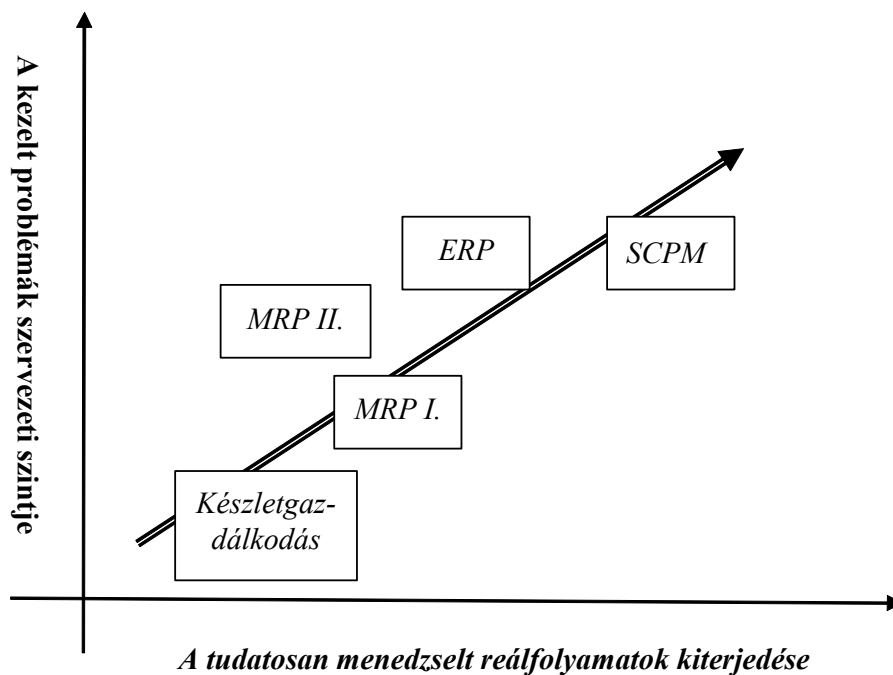 A kezelt problémák szervezeti szintje
ERP
SCPM
MRP II.
MRP I.
Készletgaz-
dálkodás
A tudatosan menedzselt reálfolyamatok kiterjedése